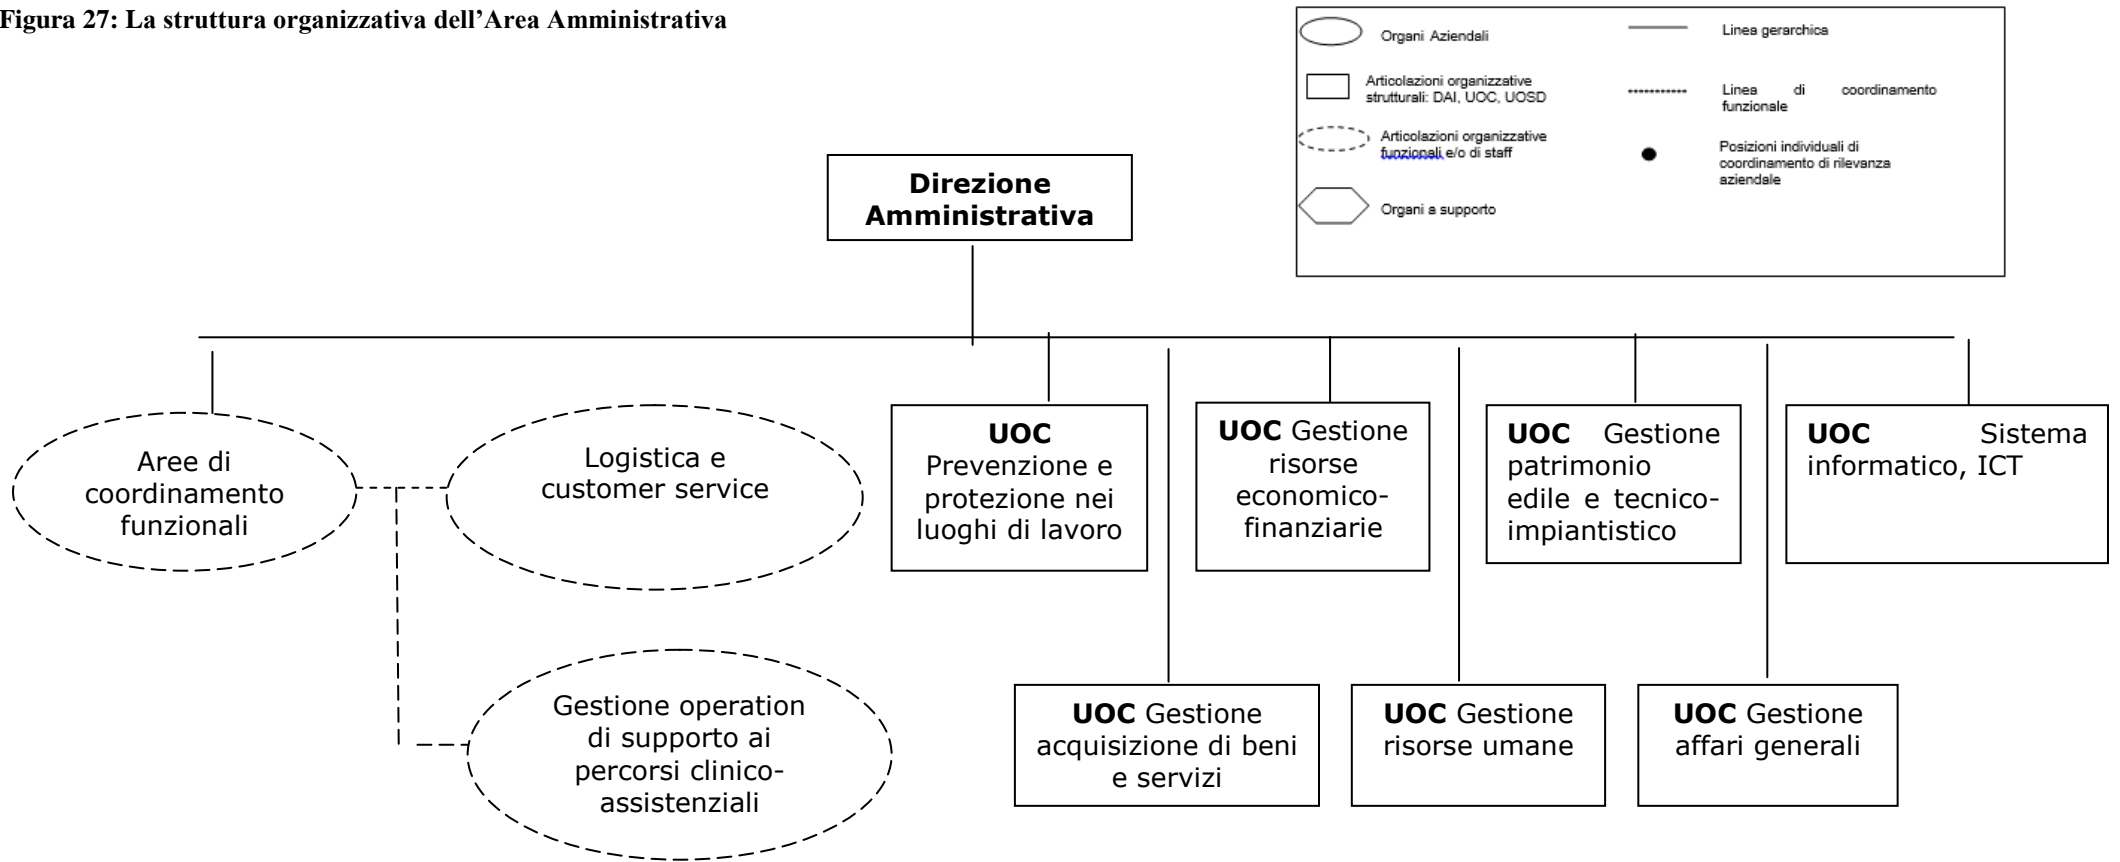 Figura 27: La struttura organizzativa dell’Area Amministrativa
Organi Aziendali
Linea gerarchica
Articolazioni organizzative
strutturali: DAI, UOC, UOSD
Linea di coordinamento
funzionale
Articolazioni organizzative
funzionali e/o di staff
Posizioni individuali di
coordinamento di rilevanza
aziendale
Organi a supporto
Direzione
Amministrativa
Aree di
coordinamento
funzionali
Logistica e
customer service
UOC
Prevenzione e
protezione nei
luoghi di lavoro
UOC Gestione
risorse
economico-
finanziarie
UOC Gestione
patrimonio
edile e tecnico-
impiantistico
UOC Sistema
informatico, ICT
Gestione operation
di supporto ai
percorsi clinico-
assistenziali
UOC Gestione
acquisizione di beni
e servizi
UOC Gestione
risorse umane
UOC Gestione
affari generali